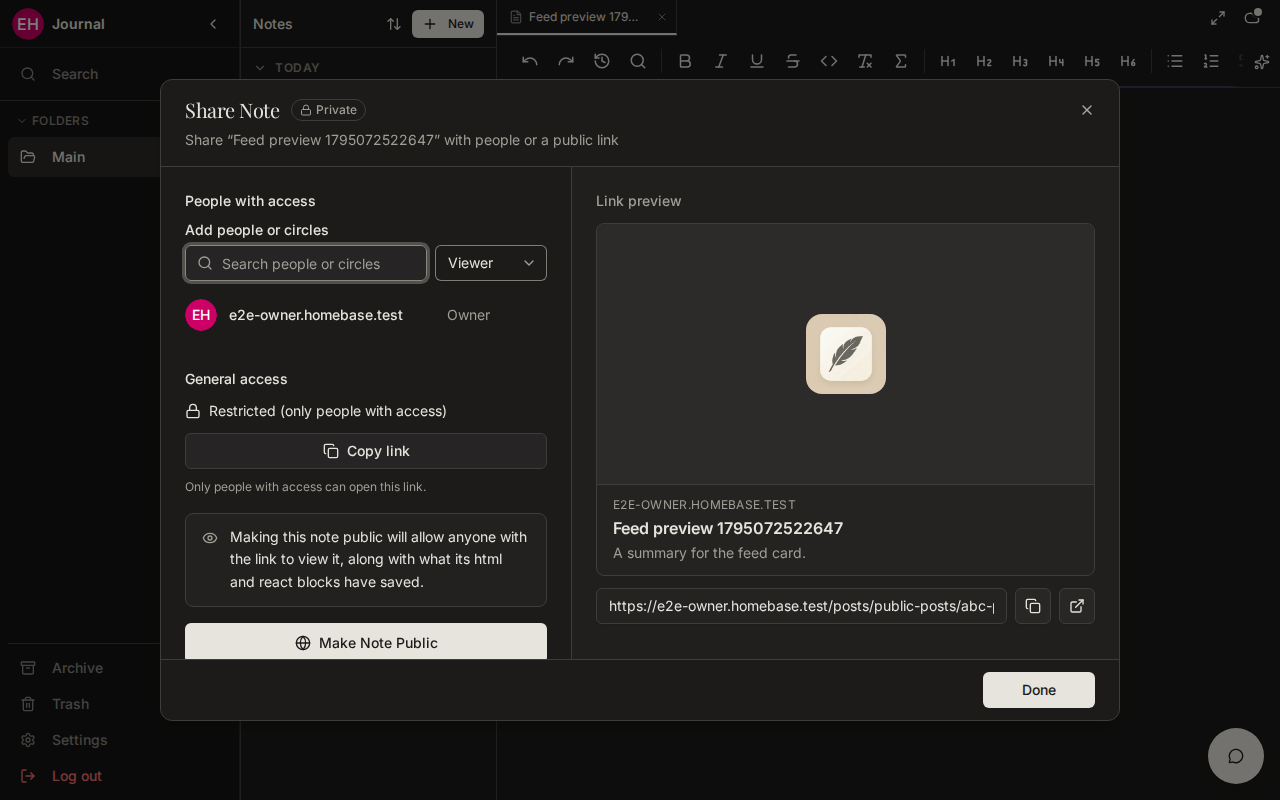 EH Journal
Notes
New
Feed preview 179...
Search
TODAY
B I U S H1 H2 H3 H4 H5 H6
FOLDERS
Main
Share Note
Private
Share “Feed preview 1795072522647” with people or a public link
People with access
Add people or circles
Search people or circles
Viewer
EH e2e-owner.homebase.test Owner
General access
Restricted (only people with access)
Copy link
Only people with access can open this link.
Making this note public will allow anyone with
the link to view it, along with what its html
and react blocks have saved.
Make Note Public
Link preview
E2E-OWNER.HOMEBASE.TEST
Feed preview 1795072522647
A summary for the feed card.
https://e2e-owner.homebase.test/posts/public-posts/abc-
Done
Archive
Trash
Settings
Log out